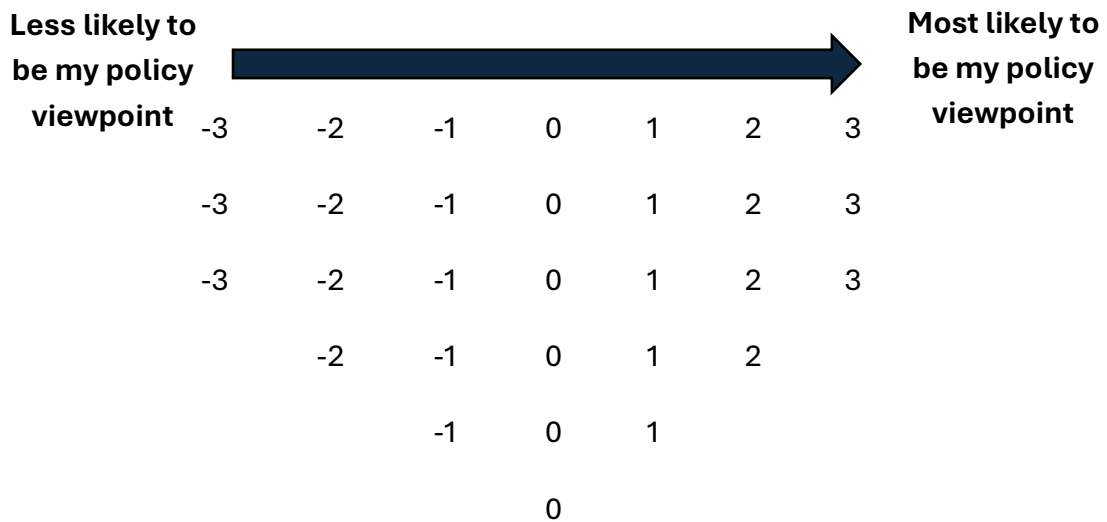 Less likely to
be my policy
viewpoint
Most likely to
be my policy
viewpoint
-3 -2 -1 0 1 2 3
-3 -2 -1 0 1 2 3
-3 -2 -1 0 1 2 3
-2 -1 0 1 2
-1 0 1
0